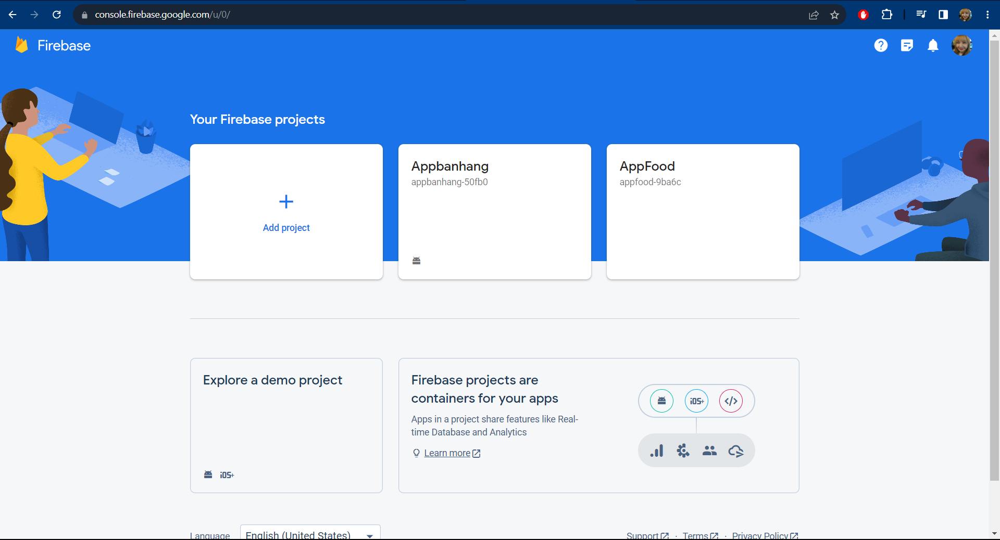 console.firebase.google.com/u/0/
Firebase
Your Firebase projects
Add project
Appbanhang
appbanhang-50fb0
AppFood
appfood-9ba6c
Explore a demo project
iOS+
Firebase projects are
containers for your apps
Apps in a project share features like Real-
time Database and Analytics
Learn more
iOS+
</>
Language
English (United States)
Support · Terms · Privacy Policy